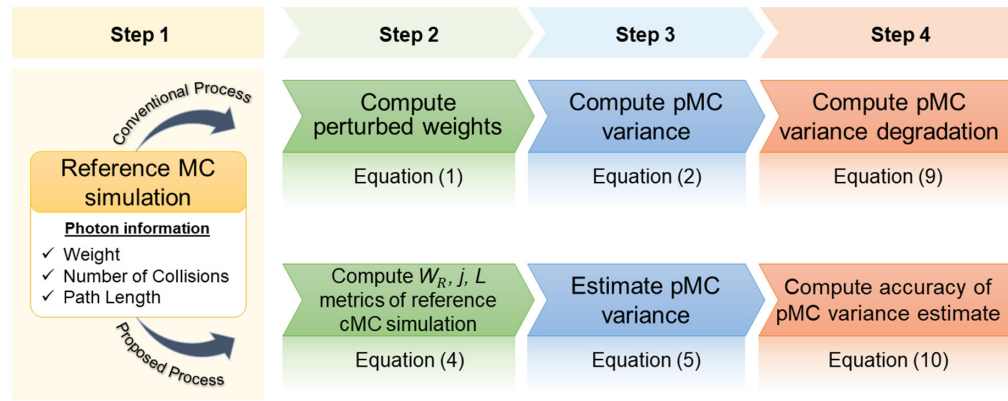 Step 1
Step 2
Step 3
Step 4
Conventional Process
Reference MC
simulation
Photon information
✓ Weight
✓ Number of Collisions
✓ Path Length
Proposed Process
Compute
perturbed weights
Equation (1)
Compute pMC
variance
Equation (2)
Compute pMC
variance degradation
Equation (9)
Compute W_R, j, L
metrics of reference
cMC simulation
Equation (4)
Estimate pMC
variance
Equation (5)
Compute accuracy of
pMC variance estimate
Equation (10)